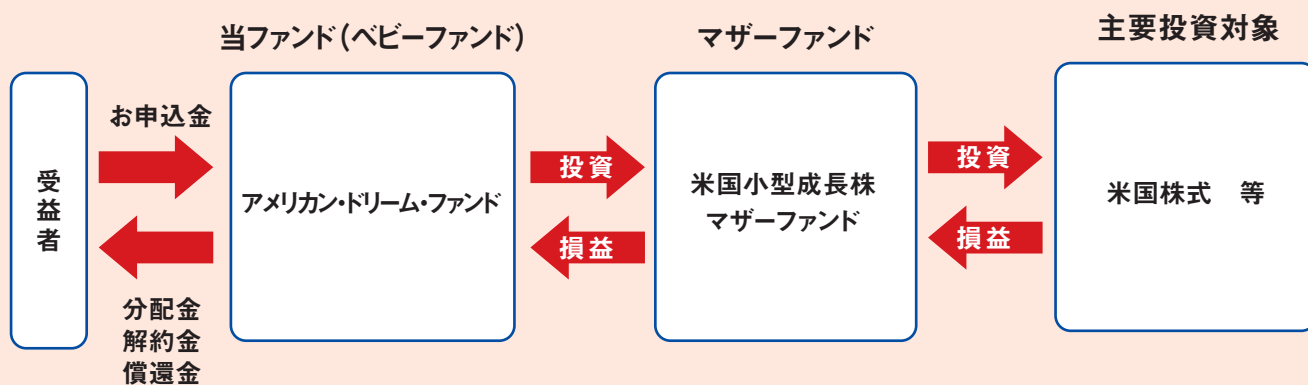 当ファンド(ベビーファンド)
マザーファンド
主要投資対象
受益者
お申込金
分配金
解約金
償還金
アメリカン・ドリーム・ファンド
投資
損益
米国小型成長株
マザーファンド
投資
損益
米国株式　等